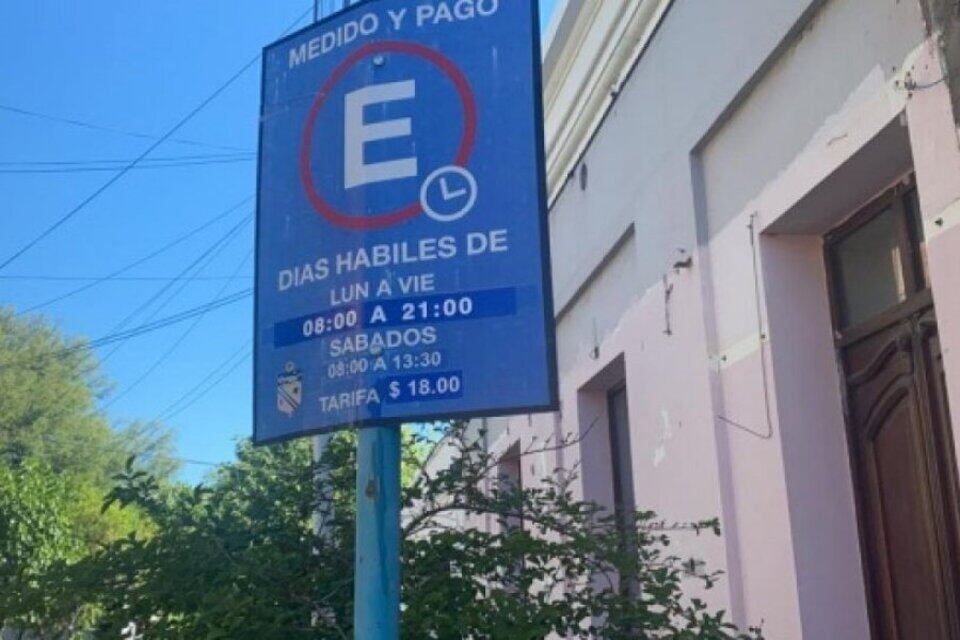 MEDIDO Y PAGO
E
DIAS HABILES DE
LUN A VIE
08:00 A 21:00
SABADOS
08:00 A 13:30
TARIFA $ 18.00